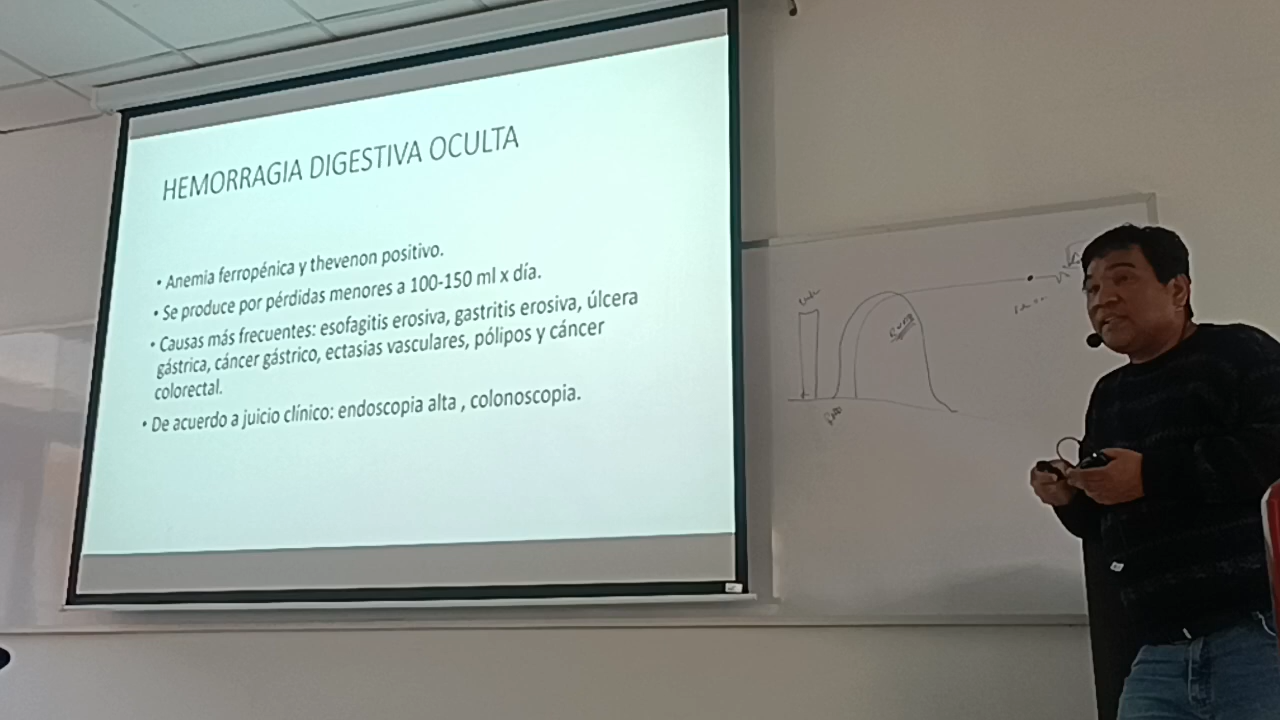 HEMORRAGIA DIGESTIVA OCULTA
• Anemia ferropénica y thevenon positivo.
• Se produce por pérdidas menores a 100-150 ml x día.
• Causas más frecuentes: esofagitis erosiva, gastritis erosiva, úlcera
gástrica, cáncer gástrico, ectasias vasculares, pólipos y cáncer
colorectal.
• De acuerdo a juicio clínico: endoscopia alta , colonoscopia.